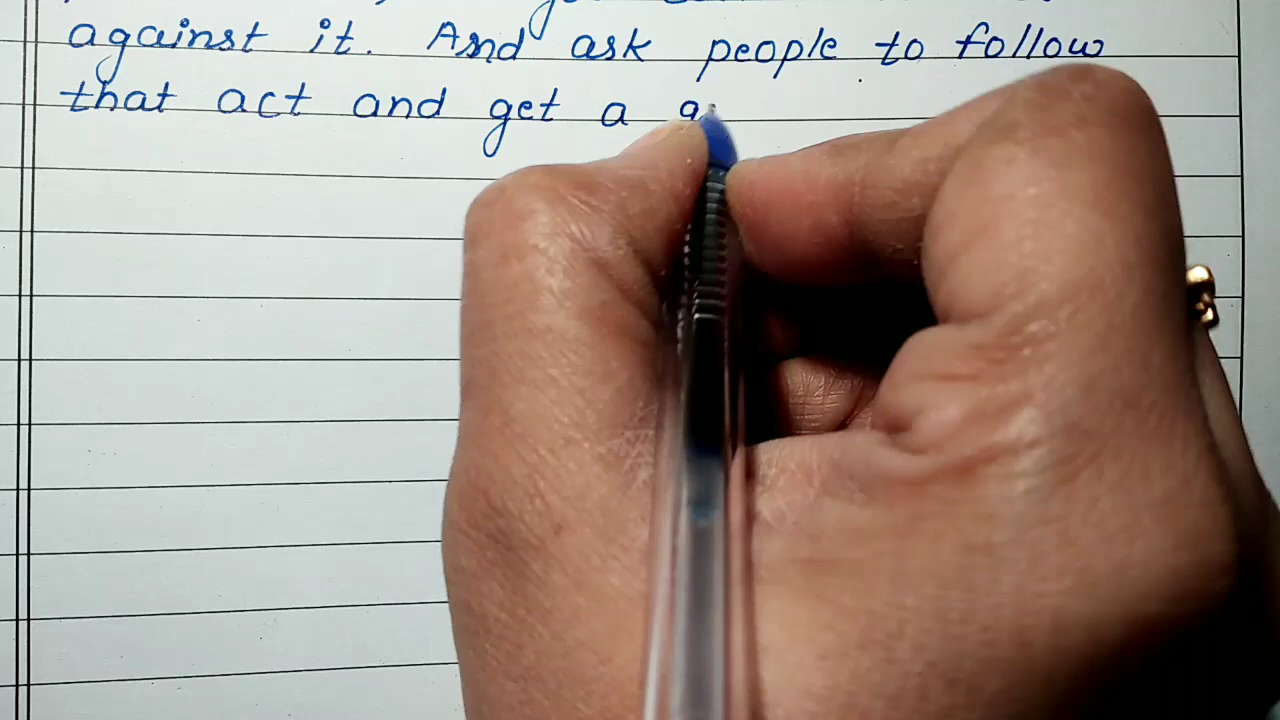 against it. And ask people to follow
that act and get a